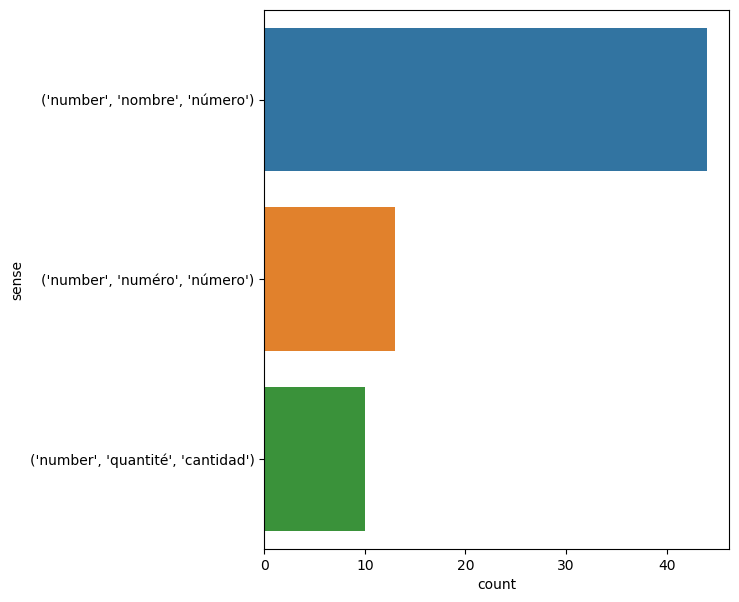 ('number', 'nombre', 'número')
('number', 'numéro', 'número')
('number', 'quantité', 'cantidad')
sense
0 10 20 30 40
count